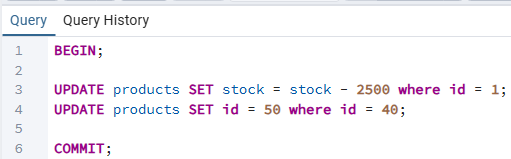 Query Query History
1 BEGIN;
2
3 UPDATE products SET stock = stock - 2500 where id = 1;
4 UPDATE products SET id = 50 where id = 40;
5
6 COMMIT;